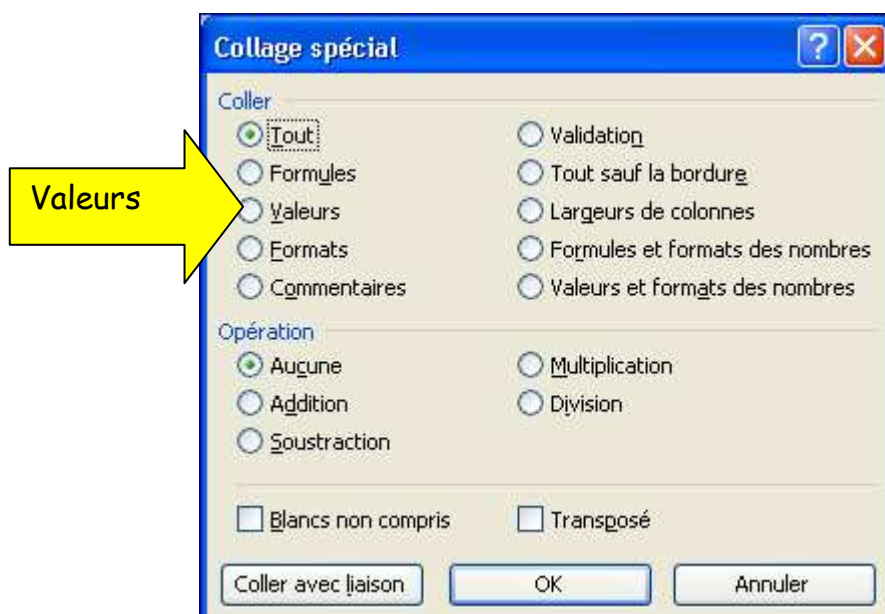 Collage spécial
Coller
Tout
Validation
Formules
Tout sauf la bordure
Valeurs
Valeurs
Largeurs de colonnes
Formats
Formules et formats des nombres
Commentaires
Valeurs et formats des nombres
Opération
Aucune
Multiplication
Addition
Division
Soustraction
Blancs non compris
Transposé
Coller avec liaison
OK
Annuler